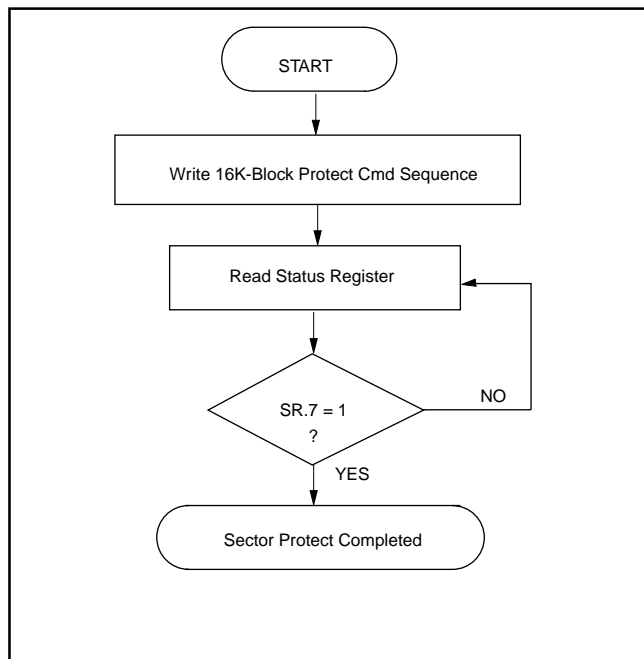 START
Write 16K-Block Protect Cmd Sequence
Read Status Register
SR.7 = 1
?
NO
YES
Sector Protect Completed